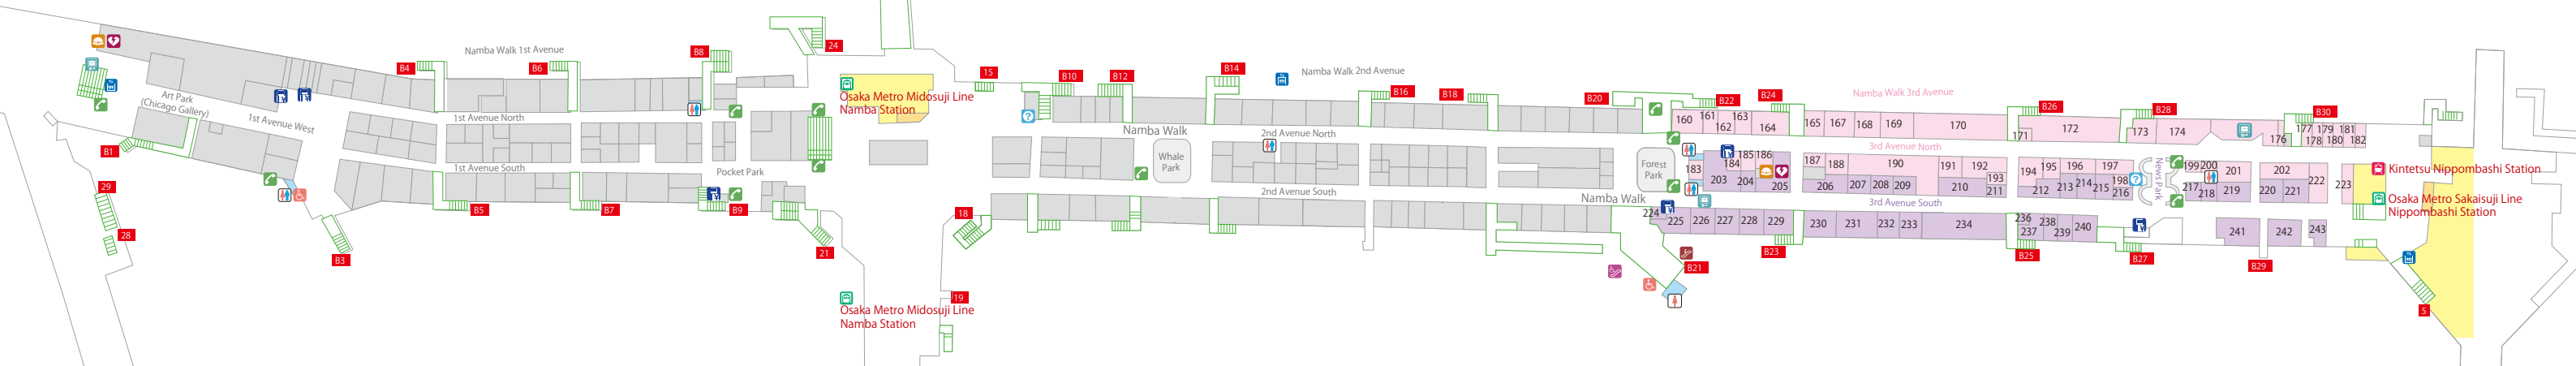 Namba Walk 1st Avenue
B4
B6
B8
24
Art Park
(Chicago Gallery)
1st Avenue West
1st Avenue North
1st Avenue South
Pocket Park
B1
29
28
B3
B5
B7
B9
21
Osaka Metro Midosuji Line
Namba Station
Osaka Metro Midosuji Line
Namba Station
15
18
19
B10
B12
B14
Namba Walk 2nd Avenue
B16
B18
B20
Namba Walk
2nd Avenue North
Whale
Park
2nd Avenue South
Forest
Park
Namba Walk
B22
B24
Namba Walk 3rd Avenue
B26
B28
B30
160
161
162
163
164
165
167
168
169
170
171
172
173
174
176
177
178
179
180
181
182
3rd Avenue North
183
184
185
186
187
188
190
191
192
193
194
195
196
197
198
199
200
201
202
222
223
203
204
205
206
207
208
209
210
211
212
213
214
215
216
News Park
217
218
219
220
221
3rd Avenue South
224
225
226
227
228
229
230
231
232
233
234
236
237
238
239
240
241
242
243
B21
B23
B25
B27
B29
Kintetsu Nippombashi Station
Osaka Metro Sakaisuji Line
Nippombashi Station
5